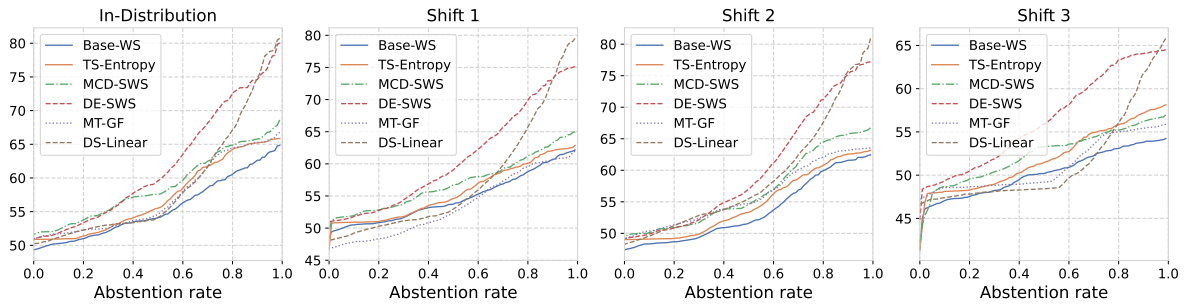 In-Distribution
80
75
70
65
60
55
50
Base-WS
TS-Entropy
MCD-SWS
DE-SWS
MT-GF
DS-Linear
0.0 0.2 0.4 0.6 0.8 1.0
Abstention rate
Shift 1
80
75
70
65
60
55
50
45
Base-WS
TS-Entropy
MCD-SWS
DE-SWS
MT-GF
DS-Linear
0.0 0.2 0.4 0.6 0.8 1.0
Abstention rate
Shift 2
80
75
70
65
60
55
50
Base-WS
TS-Entropy
MCD-SWS
DE-SWS
MT-GF
DS-Linear
0.0 0.2 0.4 0.6 0.8 1.0
Abstention rate
Shift 3
65
60
55
50
45
Base-WS
TS-Entropy
MCD-SWS
DE-SWS
MT-GF
DS-Linear
0.0 0.2 0.4 0.6 0.8 1.0
Abstention rate